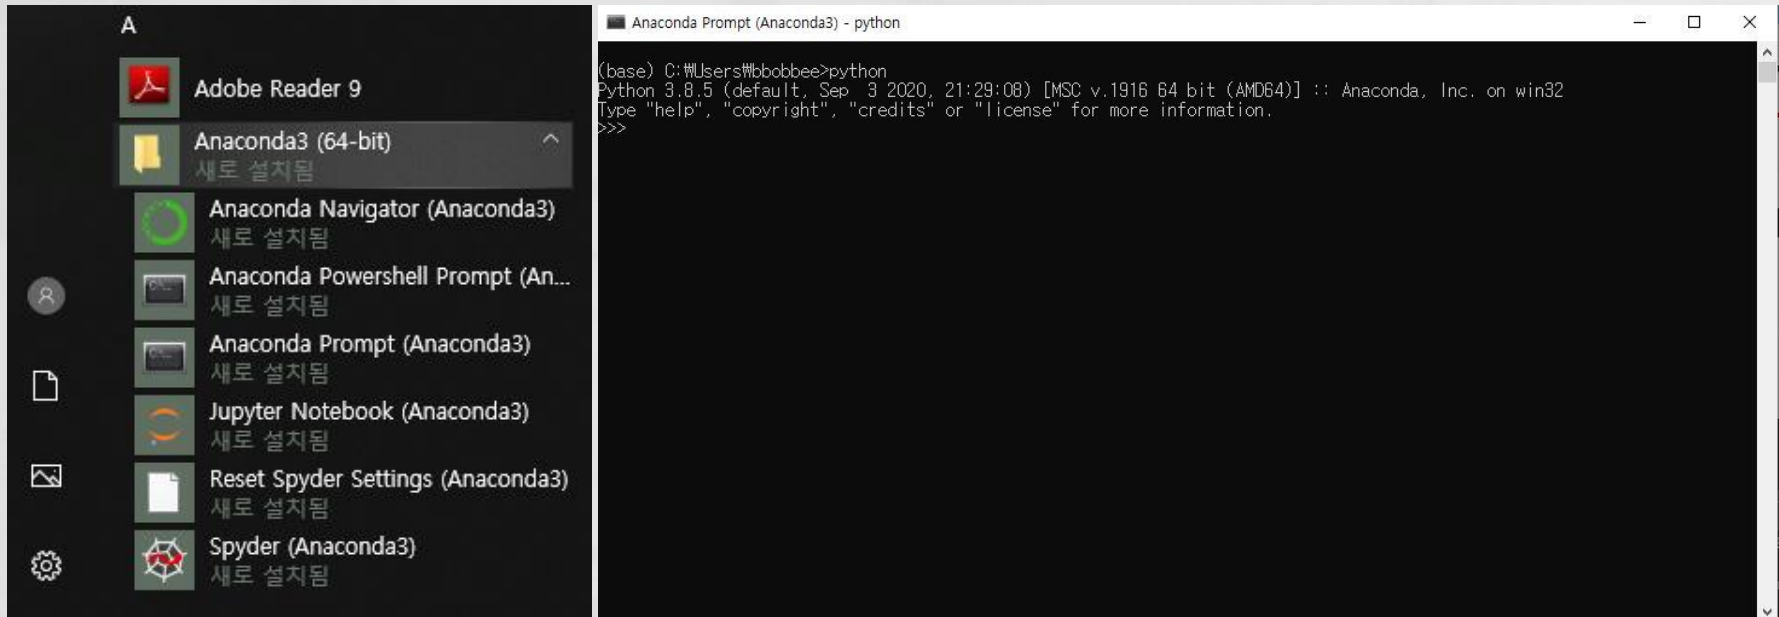 A
Adobe Reader 9
Anaconda3 (64-bit)
새로 설치됨
Anaconda Navigator (Anaconda3)
새로 설치됨
Anaconda Powershell Prompt (An...
새로 설치됨
Anaconda Prompt (Anaconda3)
새로 설치됨
Jupyter Notebook (Anaconda3)
새로 설치됨
Reset Spyder Settings (Anaconda3)
새로 설치됨
Spyder (Anaconda3)
새로 설치됨
Anaconda Prompt (Anaconda3) - python
(base) C:₩Users₩bbobbee>python
Python 3.8.5 (default, Sep  3 2020, 21:29:08) [MSC v.1916 64 bit (AMD64)] :: Anaconda, Inc. on win32
Type "help", "copyright", "credits" or "license" for more information.
>>>